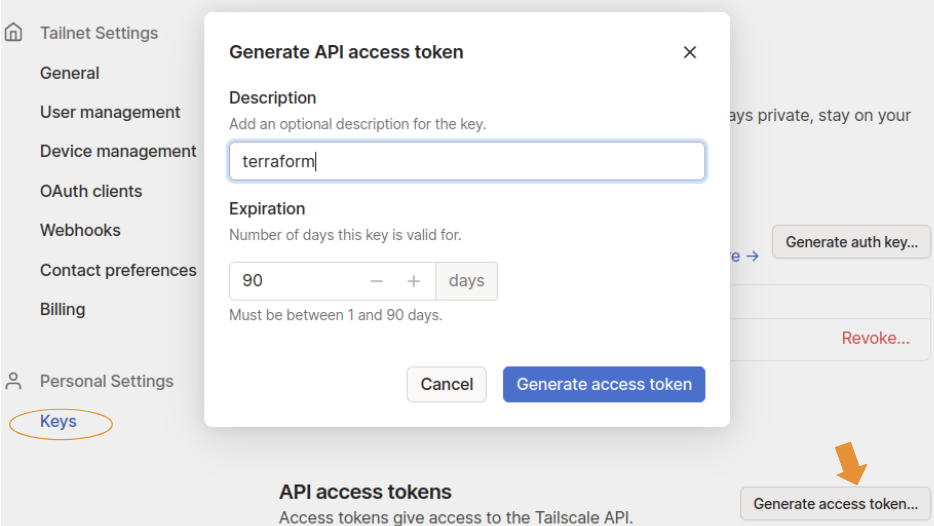 Tailnet Settings
General
User management
Device management
OAuth clients
Webhooks
Contact preferences
Billing
Personal Settings
Keys
Generate API access token
Description
Add an optional description for the key.
terraform
Expiration
Number of days this key is valid for.
90
days
Must be between 1 and 90 days.
Cancel
Generate access token
private, stay on your
Generate auth key...
Revoke...
API access tokens
Generate access token...
Access tokens give access to the Tailscale API.